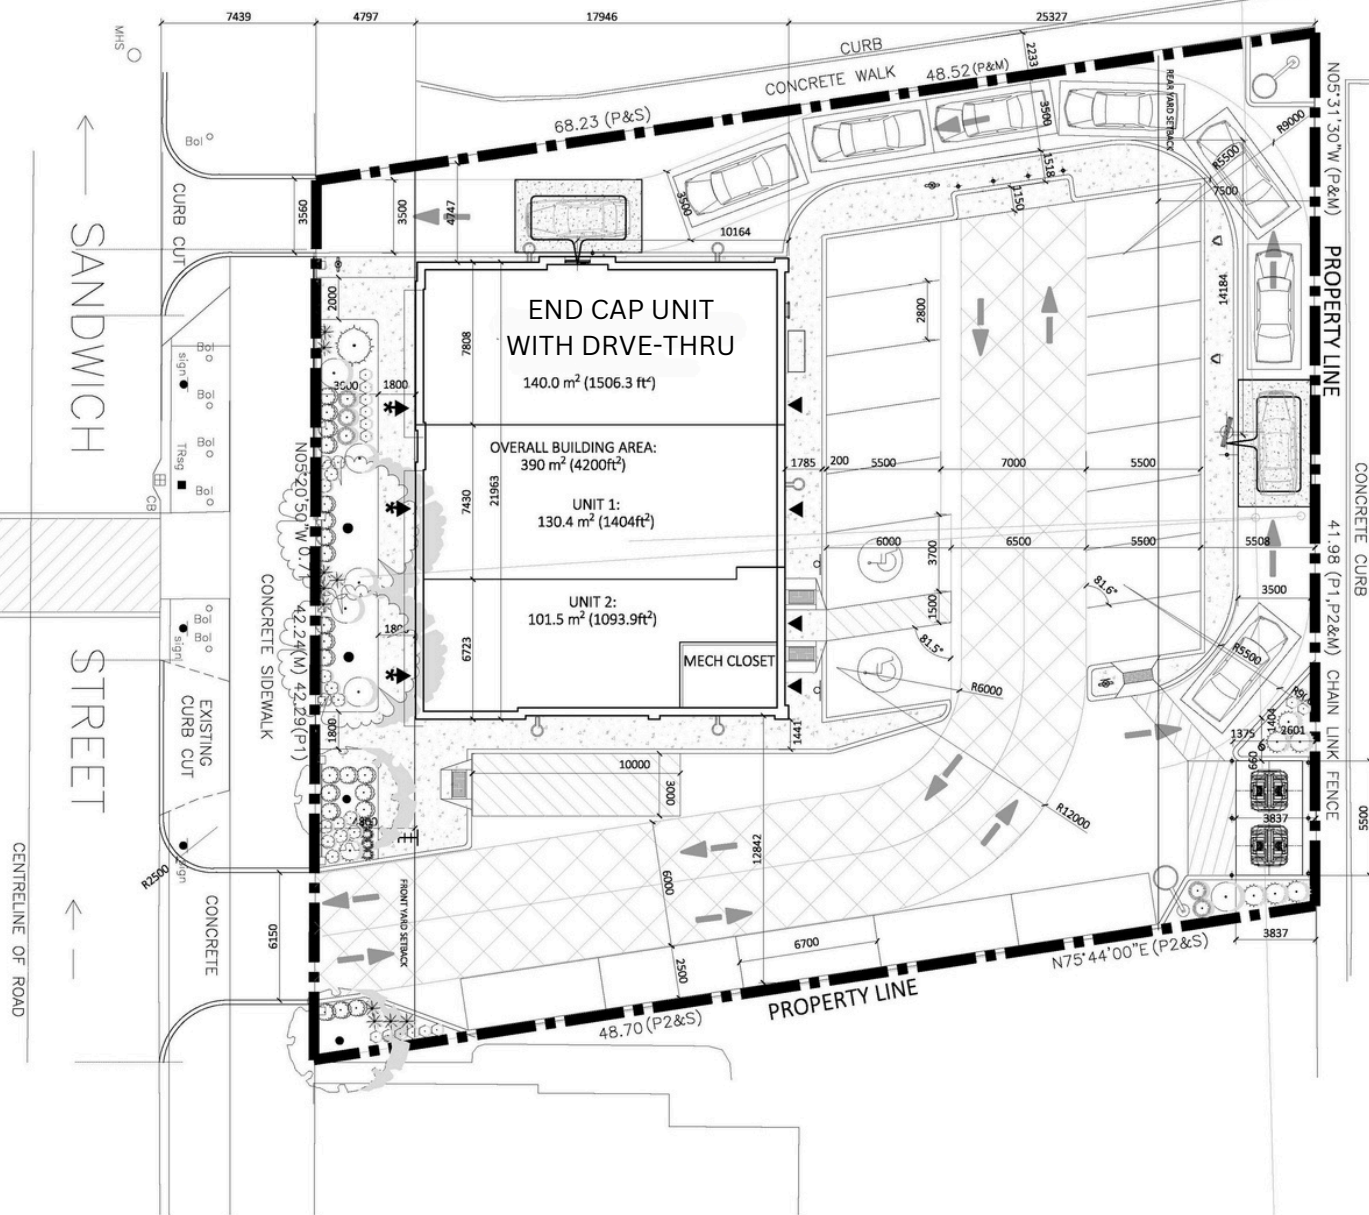 7439
4797
17946
25327
MHS
CURB
CONCRETE WALK
48.52 (P&M)
2233
68.23 (P&S)
REAR YARD SETBACK
N05°31'30"W (P&M)
R9000
R5500
7500
3500
1518
1150
3500
Bol
CURB CUT
3560
3500
4747
10164
SANDWICH
STREET
2000
END CAP UNIT
WITH DRVE-THRU
140.0 m² (1506.3 ft²)
7808
2800
14184
PROPERTY LINE
Bol
sign
Bol
3900
1800
Bol
TRsg
Bol
CB
OVERALL BUILDING AREA:
390 m² (4200ft²)
UNIT 1:
130.4 m² (1404ft²)
7430
21963
1785
200
5500
7000
5500
6000
6500
5500
5508
3700
1500
81.6°
81.5°
3500
CONCRETE CURB
41.98 (P1,P2&M)
CHAIN LINK FENCE
N05°20'50"W
42.24(M) 42.29(P1)
CONCRETE SIDEWALK
Bol
Bol
sign
UNIT 2:
101.5 m² (1093.9ft²)
MECH CLOSET
6723
R5500
R6000
EXISTING
CURB CUT
1800
1441
1404
1375
2601
660
10000
3000
R12000
3837
5500
4800
12842
6000
sign
R2500
CENTRELINE OF ROAD
CONCRETE
6150
FRONT YARD SETBACK
6700
2500
3837
N75°44'00"E (P2&S)
PROPERTY LINE
48.70 (P2&S)